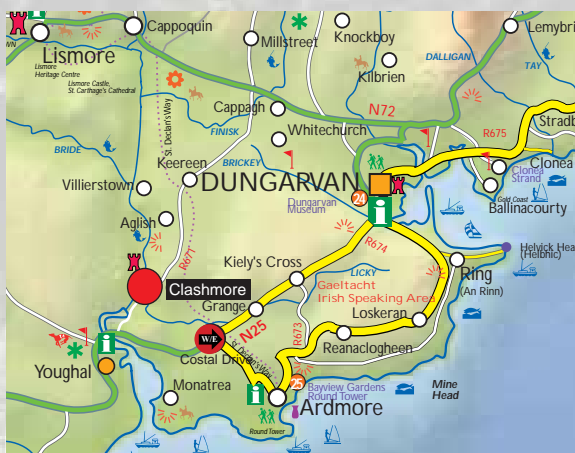 Cappoquin
Lismore
Lismore
Heritage Centre
Lismore Castle,
St. Carthage's Cathedral
Millstreet
Knockboy
Kilbrien
Lemybri
DALLIGAN
TAY
N72
Cappagh
FINISK
Whitechurch
St. Declan's Way
BRIDE
Keereen
BRICKEY
R675
Stradb
Clonea
Clonea
Strand
Villierstown
DUNGARVAN
24
Dungarvan
Museum
i
Gold Coast
Ballinacourty
Aglish
R671
R674
Helvick Hea
(Helbhic)
Kiely's Cross
LICKY
Ring
(An Rinn)
Gaeltacht
Irish Speaking Area
Clashmore
Grange
Loskeran
N25
R673
W/E
Costal Drive
St. Declan's Way
Reanaclogheen
i
Youghal
Monatrea
i
25
Bayview Gardens
Round Tower
Mine
Head
Ardmore
Round Tower